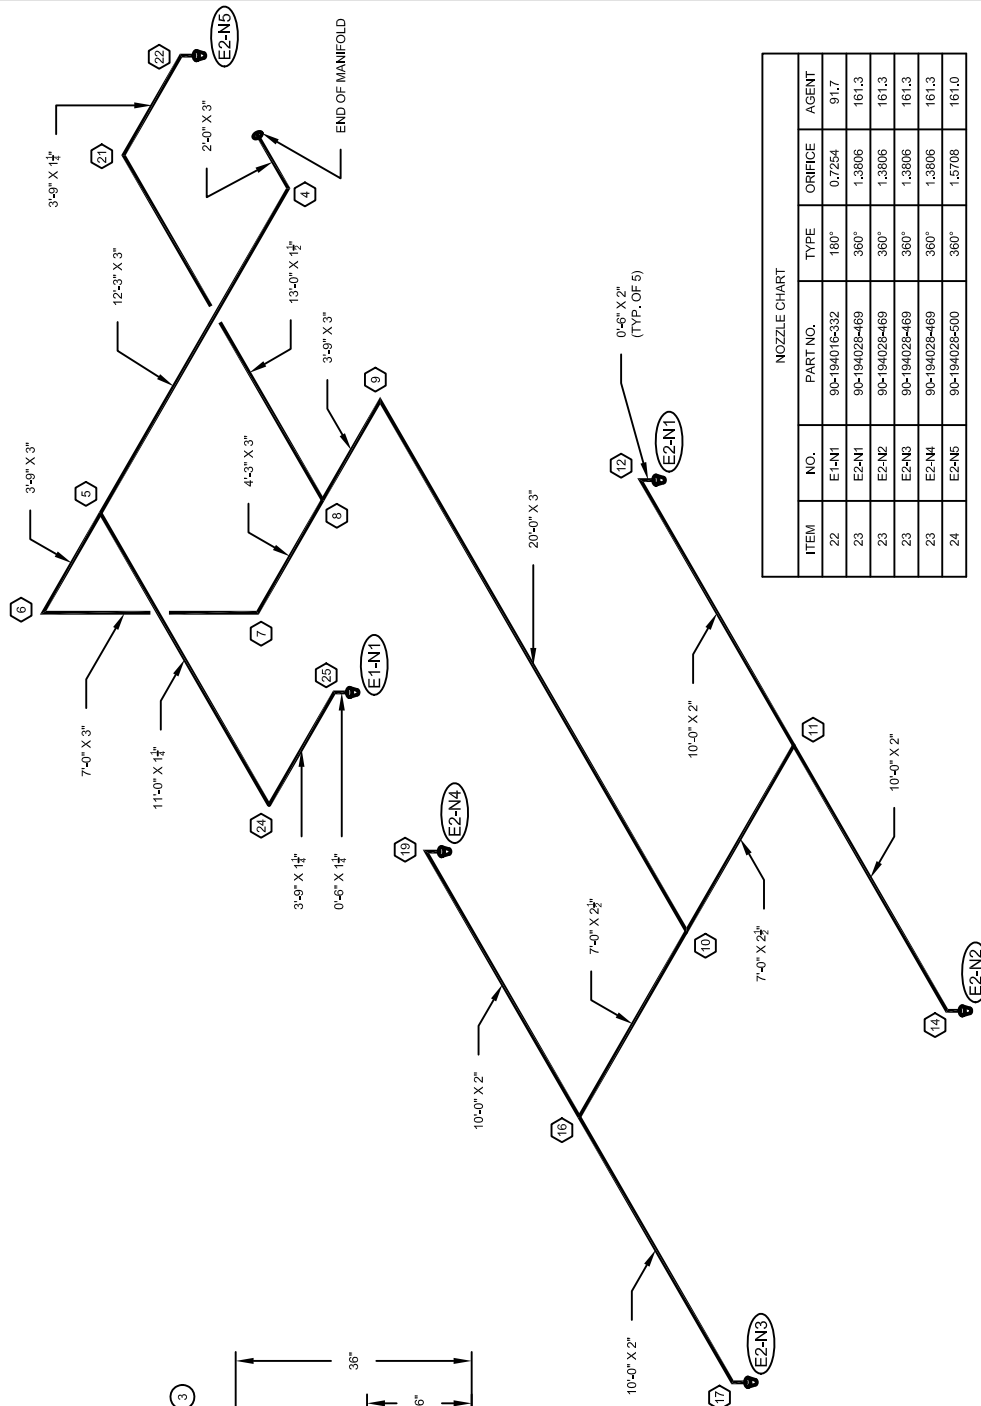 22
E2-N5
3'-9" X 1¼"
21
2'-0" X 3"
END OF MANIFOLD
4
12'-3" X 3"
13'-0" X 1½"
3'-9" X 3"
5
3'-9" X 3"
6
4'-3" X 3"
8
9
7
7'-0" X 3"
11'-0" X 1¼"
25
E1-N1
24
3'-9" X 1¼"
0'-6" X 1¼"
20'-0" X 3"
0'-6" X 2"
(TYP. OF 5)
12
E2-N1
10'-0" X 2"
11
10'-0" X 2"
19
E2-N4
7'-0" X 2½"
10
7'-0" X 2½"
10'-0" X 2"
16
14
E2-N2
10'-0" X 2"
17
E2-N3
3
36"
6"
NOZZLE CHART
ITEM NO. PART NO. TYPE ORIFICE AGENT
22 E1-N1 90-194016-332 180° 0.7254 91.7
23 E2-N1 90-194028-469 360° 1.3806 161.3
23 E2-N2 90-194028-469 360° 1.3806 161.3
23 E2-N3 90-194028-469 360° 1.3806 161.3
23 E2-N4 90-194028-469 360° 1.3806 161.3
24 E2-N5 90-194028-500 360° 1.5708 161.0